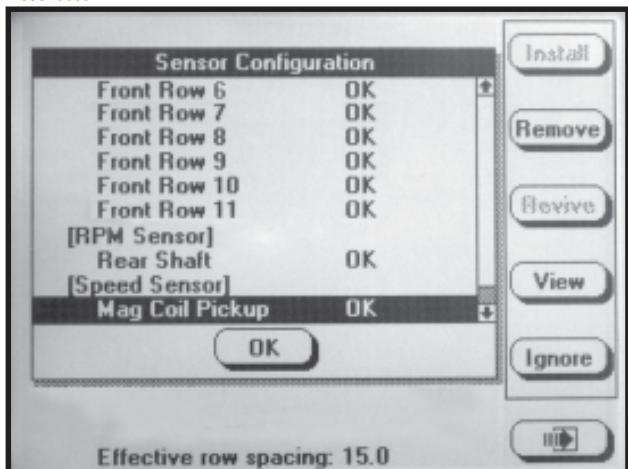 Sensor Configuration
Front Row 6 OK
Front Row 7 OK
Front Row 8 OK
Front Row 9 OK
Front Row 10 OK
Front Row 11 OK
[RPM Sensor]
Rear Shaft OK
[Speed Sensor]
Mag Coil Pickup OK
OK
Effective row spacing: 15.0
Install
Remove
Revive
View
Ignore